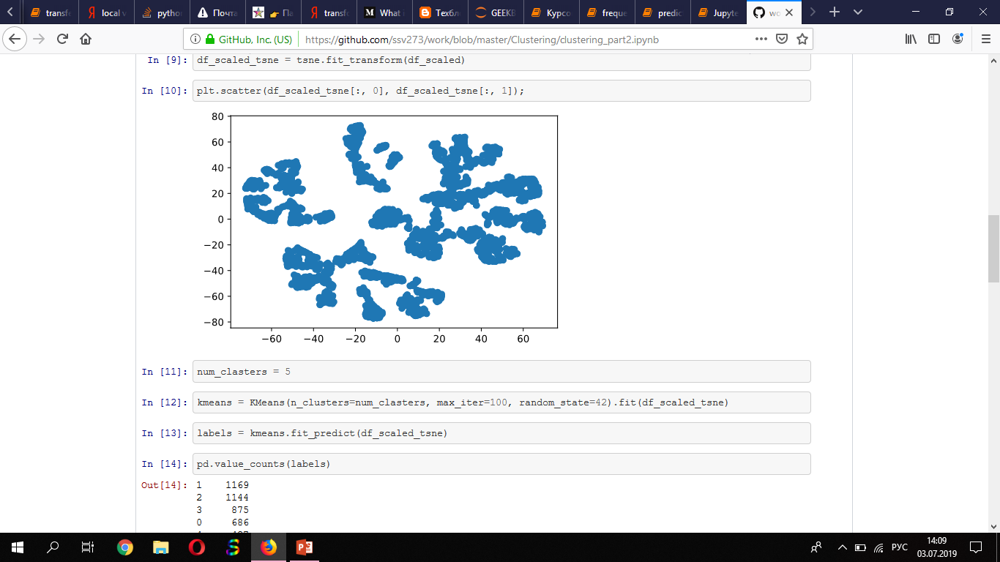 transfe
local v
python
Почта
👉 Па
transfo
What i
Техбл
GEEKB
Курсо
freque
predic
Jupyte
wo
GitHub, Inc. (US)
https://github.com/ssv273/work/blob/master/Clustering/clustering_part2.ipynb
In [9]: df_scaled_tsne = tsne.fit_transform(df_scaled)
In [10]: plt.scatter(df_scaled_tsne[:, 0], df_scaled_tsne[:, 1]);
80
60
40
20
0
−20
−40
−60
−80
−60 −40 −20 0 20 40 60
In [11]: num_clasters = 5
In [12]: kmeans = KMeans(n_clusters=num_clasters, max_iter=100, random_state=42).fit(df_scaled_tsne)
In [13]: labels = kmeans.fit_predict(df_scaled_tsne)
In [14]: pd.value_counts(labels)
Out[14]: 1 1169
2 1144
3 875
0 686
РУС
14:09
03.07.2019